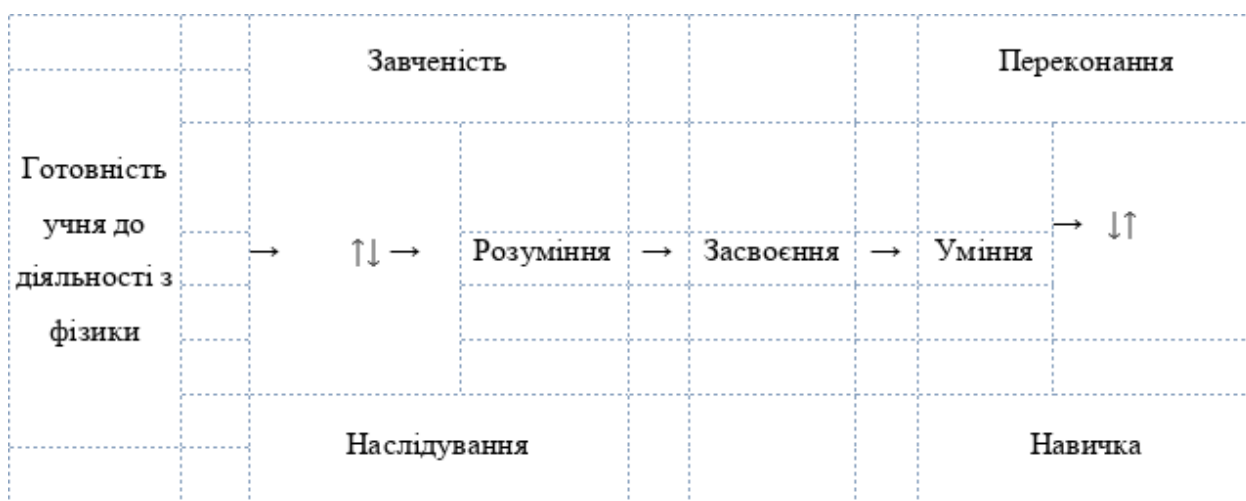 Завченість
Переконання
Готовність
учня до
діяльності з
фізики
→ ↑↓ → Розуміння → Засвоєння → Уміння → ↓↑
Наслідування
Навичка